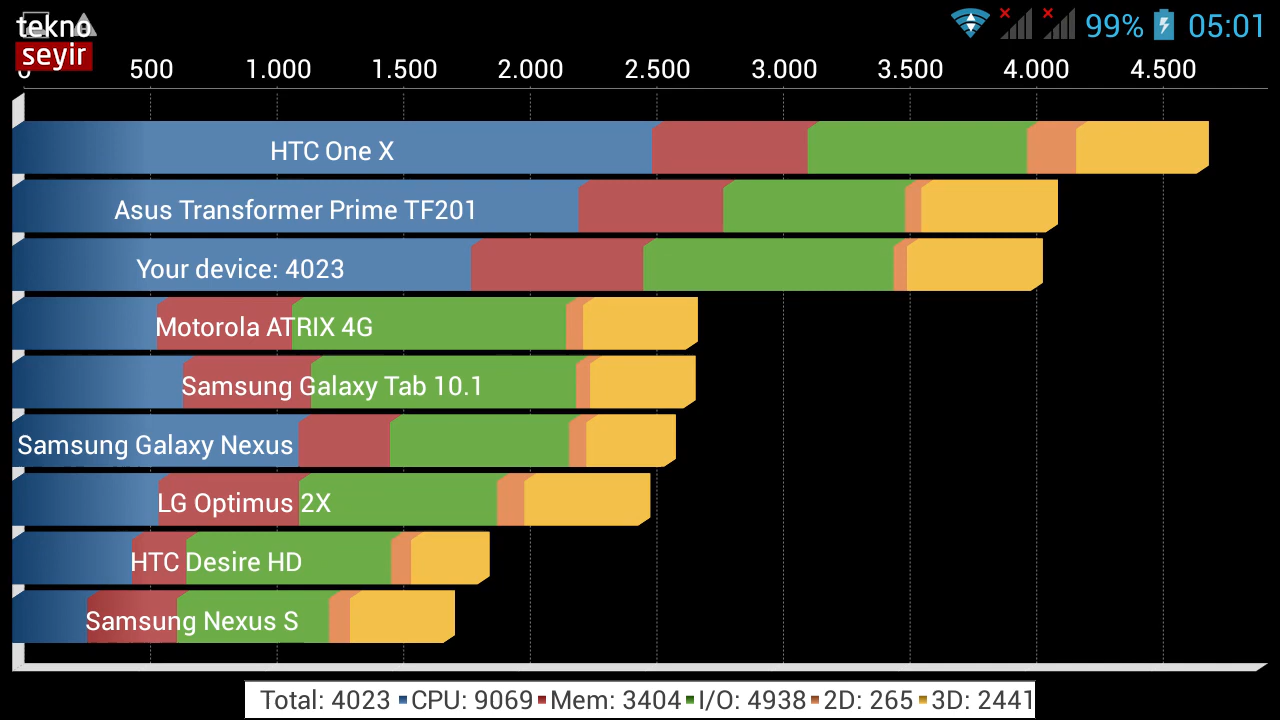 tekno
seyir
99% 05:01
0 500 1.000 1.500 2.000 2.500 3.000 3.500 4.000 4.500
HTC One X
Asus Transformer Prime TF201
Your device: 4023
Motorola ATRIX 4G
Samsung Galaxy Tab 10.1
Samsung Galaxy Nexus
LG Optimus 2X
HTC Desire HD
Samsung Nexus S
Total: 4023 CPU: 9069 Mem: 3404 I/O: 4938 2D: 265 3D: 2441